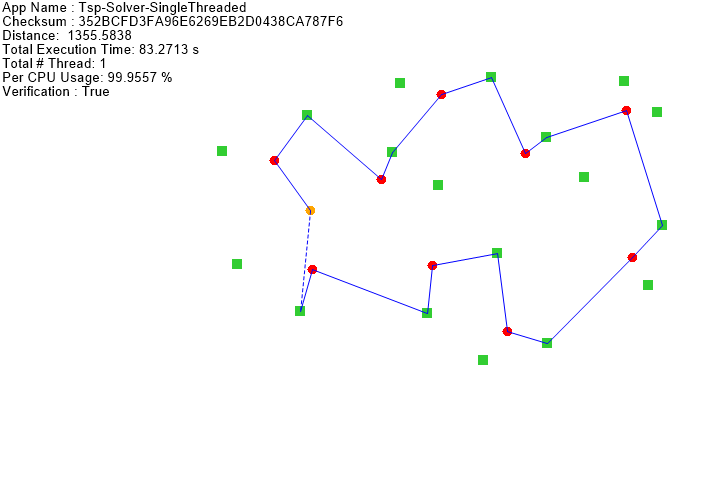 App Name : Tsp-Solver-SingleThreaded
Checksum : 352BCFD3FA96E6269EB2D0438CA787F6
Distance:  1355.5838
Total Execution Time: 83.2713 s
Total # Thread: 1
Per CPU Usage: 99.9557 %
Verification : True